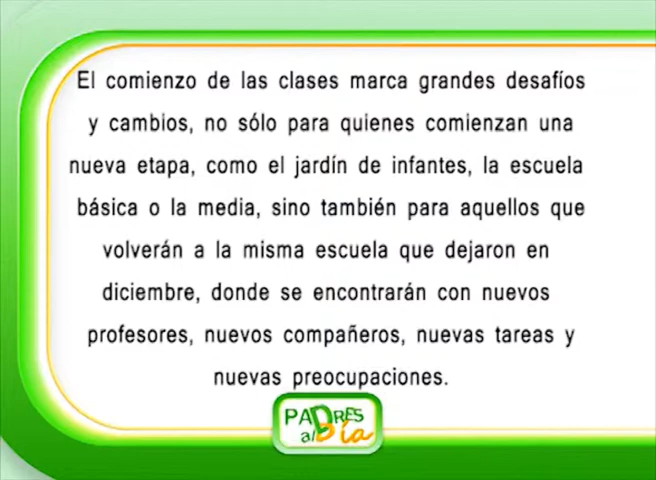 El comienzo de las clases marca grandes desafíos
y cambios, no sólo para quienes comienzan una
nueva etapa, como el jardín de infantes, la escuela
básica o la media, sino también para aquellos que
volverán a la misma escuela que dejaron en
diciembre, donde se encontrarán con nuevos
profesores, nuevos compañeros, nuevas tareas y
nuevas preocupaciones.
PADRES
al Día